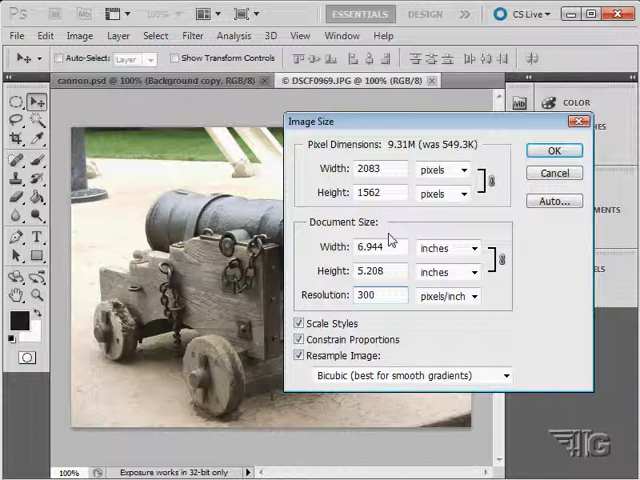 Ps
Mb
100%
ESSENTIALS
DESIGN
>>
CS Live
File Edit Image Layer Select Filter Analysis 3D View Window Help
Auto-Select: Layer Show Transform Controls
cannon.psd @ 100% (Background copy, RGB/8)
© DSCF0969.JPG @ 100% (RGB/8)
Mb
COLOR
Image Size
Pixel Dimensions: 9.31M (was 549.3K)
OK
Width: 2083 pixels
Cancel
Height: 1562 pixels
Auto...
Document Size:
Width: 6.944 inches
Height: 5.208 inches
Resolution: 300 pixels/inch
Scale Styles
Constrain Proportions
Resample Image:
Bicubic (best for smooth gradients)
100%
Exposure works in 32-bit only